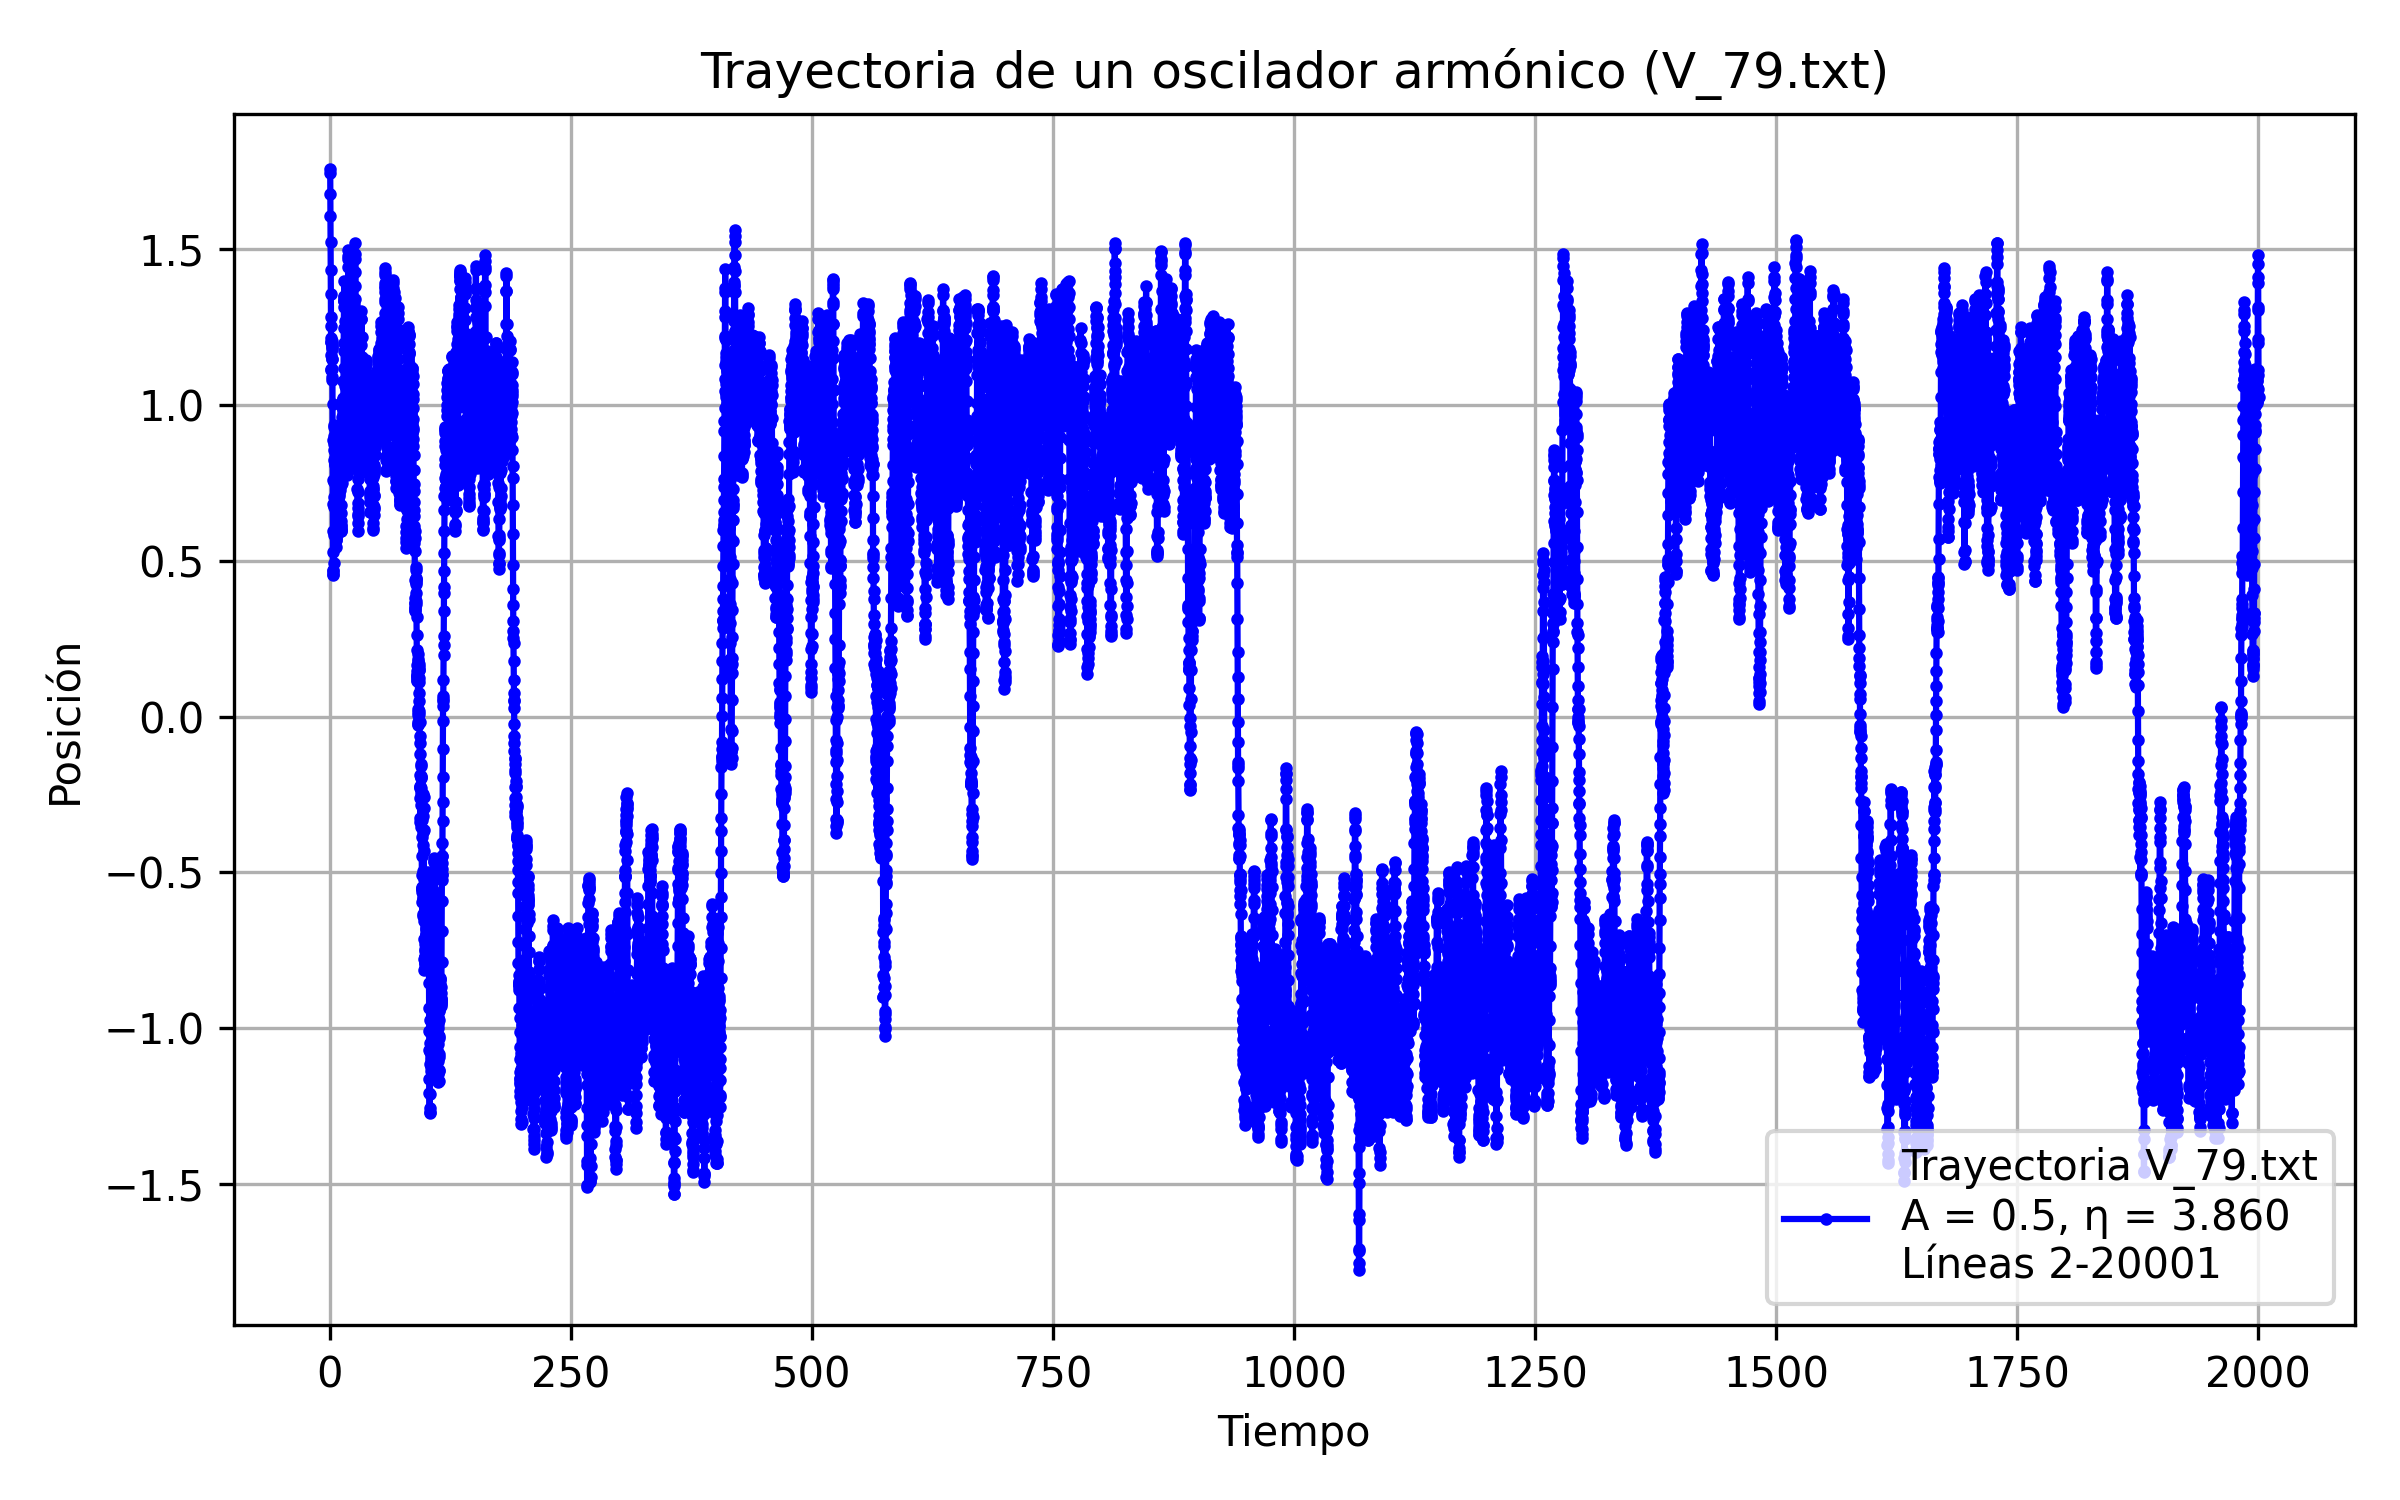 Trayectoria de un oscilador armónico (V_79.txt)
Posición
1.5
1.0
0.5
0.0
−0.5
−1.0
−1.5
Trayectoria V_79.txt
A = 0.5, η = 3.860
Líneas 2-20001
0 250 500 750 1000 1250 1500 1750 2000
Tiempo